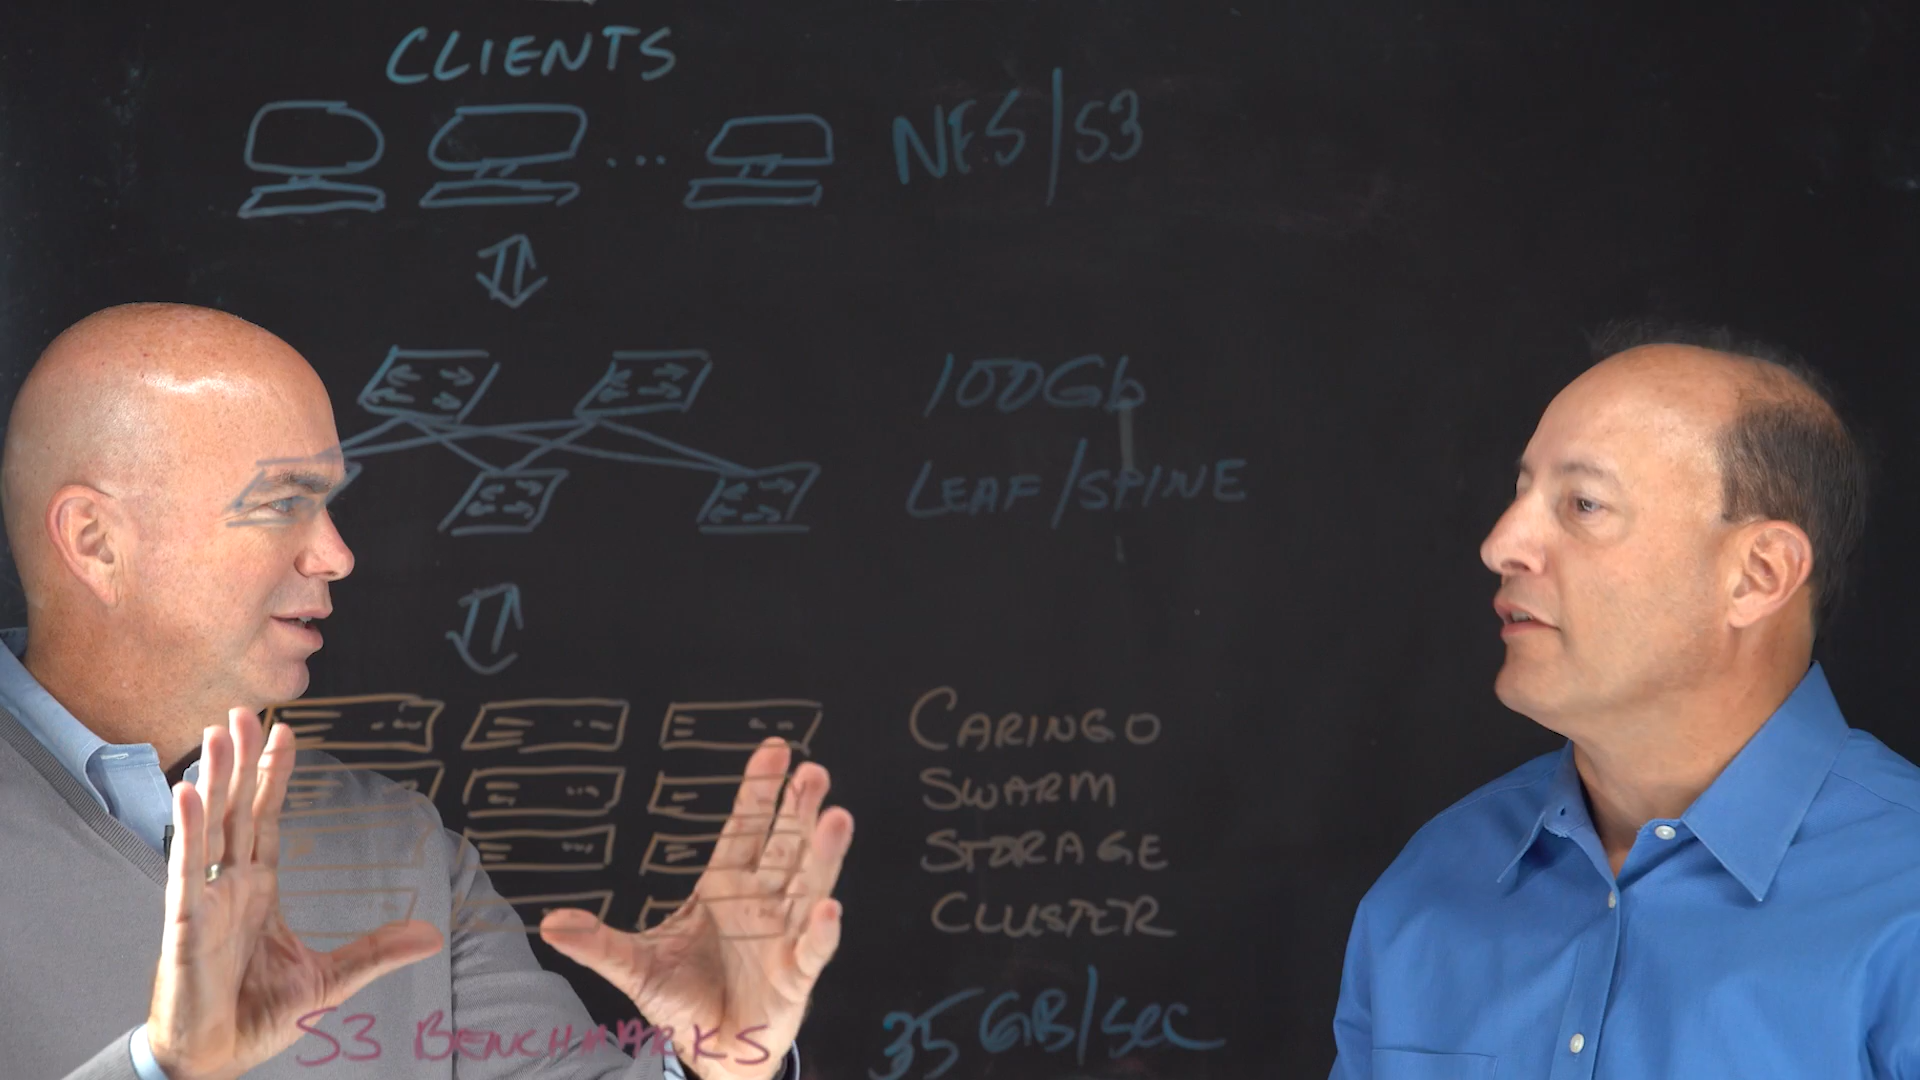 CLIENTS
NFS/S3
...
100Gb
LEAF/SPINE
CARINGO
SWARM
STORAGE
CLUSTER
S3 BENCHMARKS
35 GB/sec